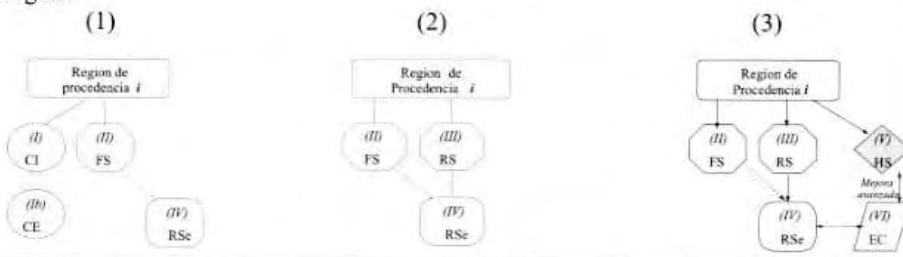 (1)
(2)
(3)
Region de
procedencia i
(I)
CI
(II)
FS
(Ib)
CE
(IV)
RSe
Region de
Procedencia i
(II)
FS
(III)
RS
(IV)
RSe
Region de
Procedencia i
(II)
FS
(III)
RS
(V)
HS
Mejora
avanzada
(IV)
RSe
(VI)
EC